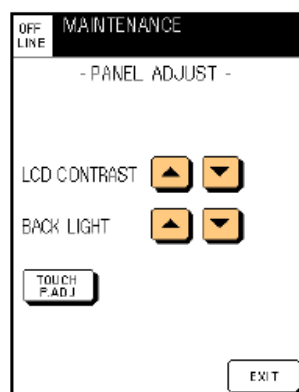 OFF
LINE
MAINTENANCE
- PANEL ADJUST -
LCD CONTRAST
BACK LIGHT
TOUCH
P.ADJ
EXIT